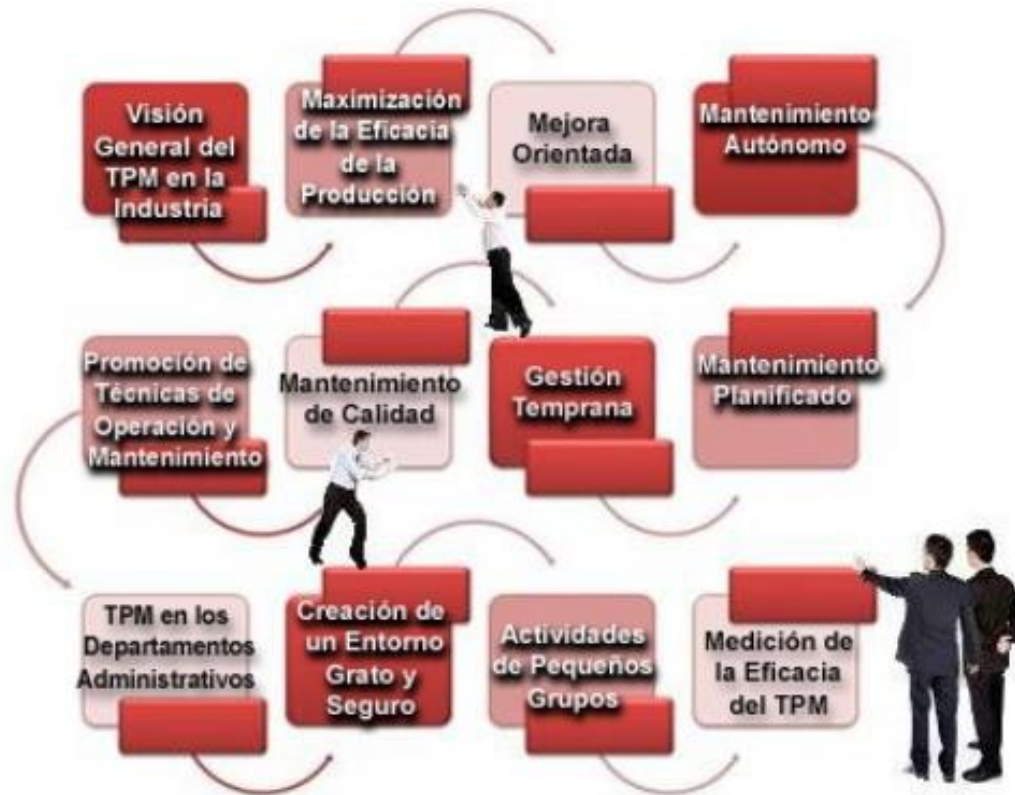 Visión
General del
TPM en la
Industria
Maximización
de la Eficacia
de la
Producción
Mejora
Orientada
Mantenimiento
Autónomo
Promoción de
Técnicas de
Operación y
Mantenimiento
Mantenimiento
de Calidad
Gestión
Temprana
Mantenimiento
Planificado
TPM en los
Departamentos
Administrativos
Creación de
un Entorno
Grato y
Seguro
Actividades
de Pequeños
Grupos
Medición de
la Eficacia
del TPM